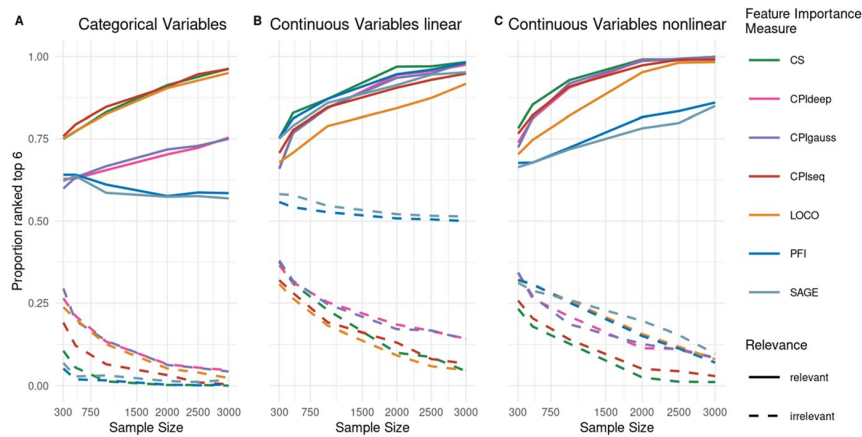 A Categorical Variables
B Continuous Variables linear
C Continuous Variables nonlinear
Proportion ranked top 6
1.00
0.75
0.50
0.25
0.00
300 750 1500 2000 2500 3000
300 750 1500 2000 2500 3000
300 750 1500 2000 2500 3000
Sample Size
Sample Size
Sample Size
Feature Importance
Measure
CS
CPIdeep
CPIgauss
CPIseq
LOCO
PFI
SAGE
Relevance
relevant
irrelevant